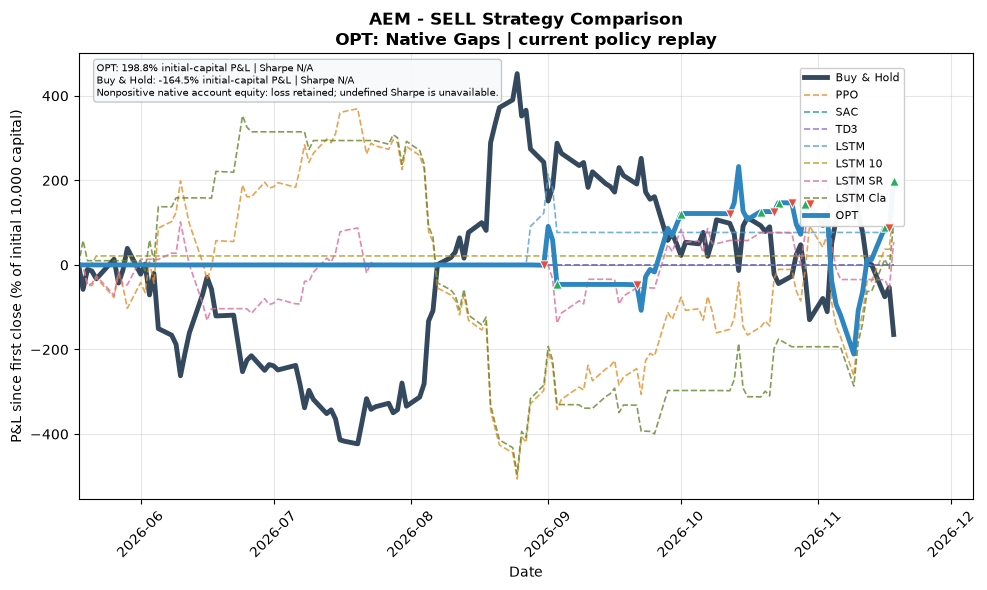 AEM - SELL Strategy Comparison
OPT: Native Gaps | current policy replay
OPT: 198.8% initial-capital P&L | Sharpe N/A
Buy & Hold: -164.5% initial-capital P&L | Sharpe N/A
Nonpositive native account equity: loss retained; undefined Sharpe is unavailable.
Buy & Hold
PPO
SAC
TD3
LSTM
LSTM 10
LSTM SR
LSTM Cla
OPT
P&L since first close (% of initial 10,000 capital)
400
200
0
−200
−400
2026-06
2026-07
2026-08
2026-09
2026-10
2026-11
2026-12
Date